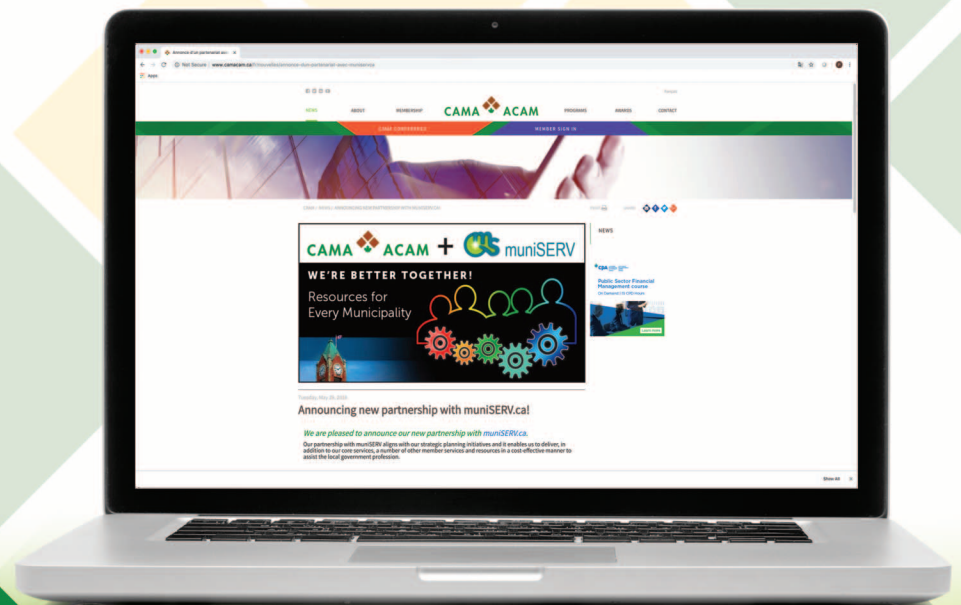 Annonce d'un partenariat ave
Not Secure www.camacam.ca
Apps
NEWS ABOUT MEMBERSHIP CAMA ACAM PROGRAMS AWARDS CONTACT
CAMA CONFERENCE MEMBER SIGN IN
CAMA ACAM + muniSERV
WE'RE BETTER TOGETHER!
Resources for
Every Municipality
NEWS
CPA
Public Sector Financial
Management course
Learn more
Announcing new partnership with muniSERV.ca!
We are pleased to announce our new partnership with muniSERV.ca.
Our partnership with muniSERV aligns with our strategic planning initiatives and it enables us to deliver, in
addition to our core services, a number of other member services and resources in a cost-effective manner to
assist the local government profession.
Show All